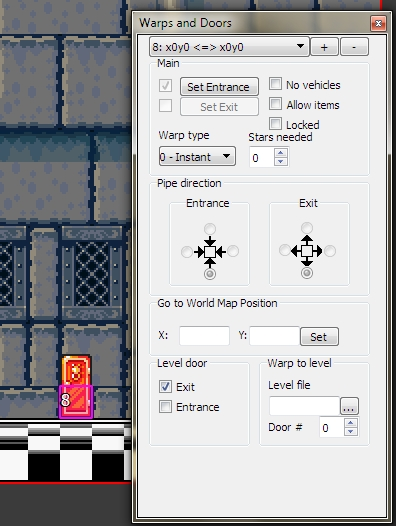 Warps and Doors
8: x0y0 <=> x0y0
+
-
Main
Set Entrance
No vehicles
Set Exit
Allow items
Locked
Warp type
Stars needed
0 - Instant
0
Pipe direction
Entrance
Exit
Go to World Map Position
X:
Y:
Set
Level door
Warp to level
Exit
Level file
Entrance
...
Door #
0
8
8